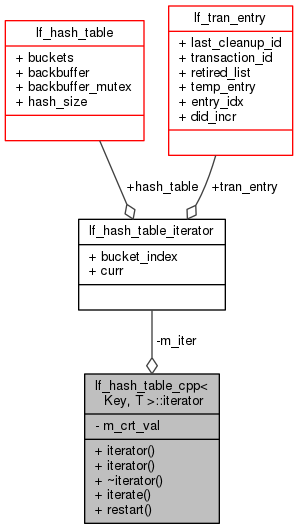 lf_hash_table
+ buckets
+ backbuffer
+ backbuffer_mutex
+ hash_size
lf_tran_entry
+ last_cleanup_id
+ transaction_id
+ retired_list
+ temp_entry
+ entry_idx
+ did_incr
+hash_table
+tran_entry
lf_hash_table_iterator
+ bucket_index
+ curr
-m_iter
lf_hash_table_cpp<
Key, T >::iterator
- m_crt_val
+ iterator()
+ iterator()
+ ~iterator()
+ iterate()
+ restart()